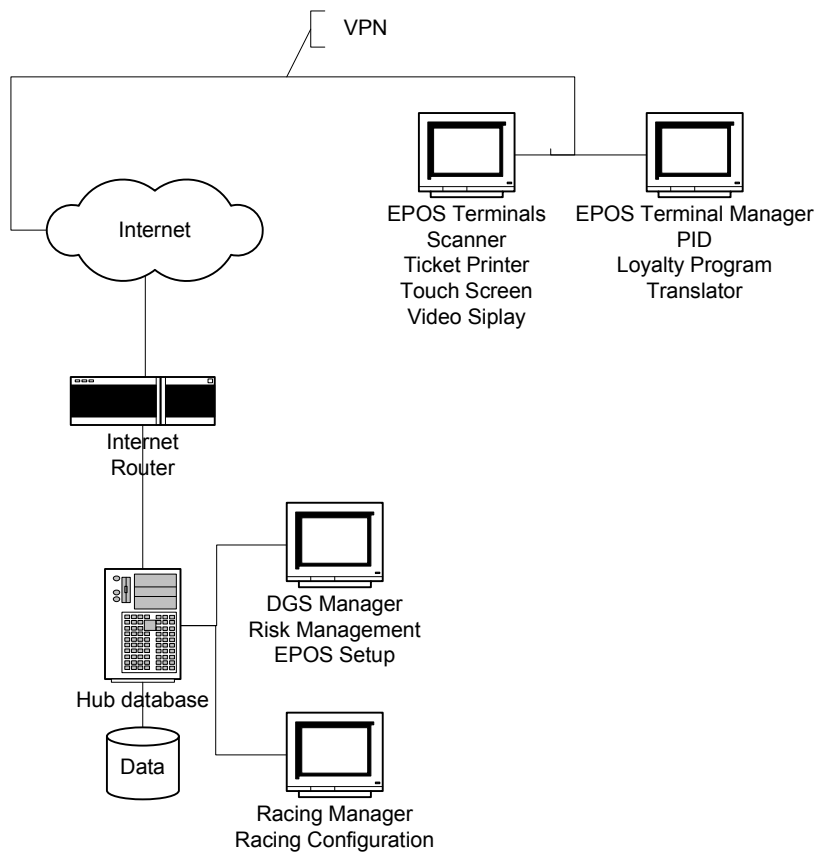 VPN
Internet
EPOS Terminals
Scanner
Ticket Printer
Touch Screen
Video Siplay
EPOS Terminal Manager
PID
Loyalty Program
Translator
Internet
Router
DGS Manager
Risk Management
EPOS Setup
Hub database
Data
Racing Manager
Racing Configuration